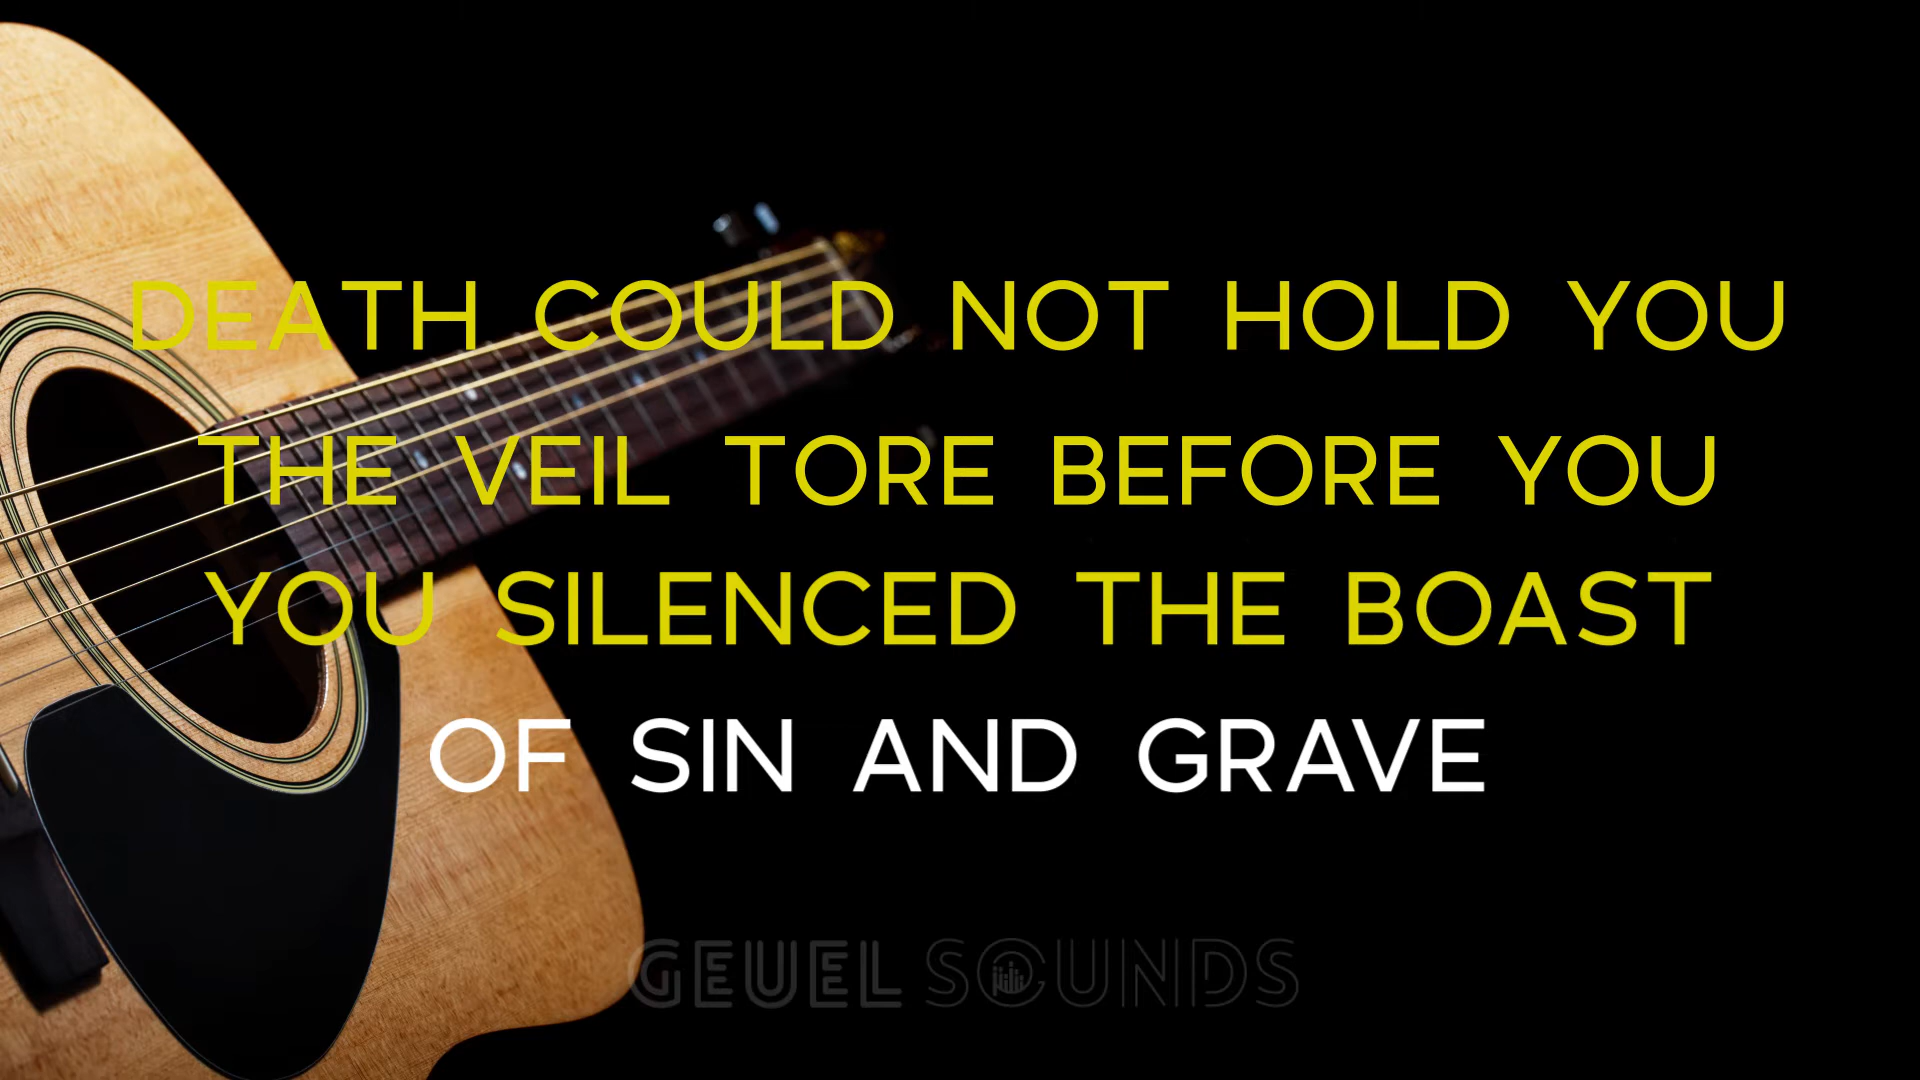 DEATH COULD NOT HOLD YOU
THE VEIL TORE BEFORE YOU
YOU SILENCED THE BOAST
OF SIN AND GRAVE
GEUEL SOUNDS